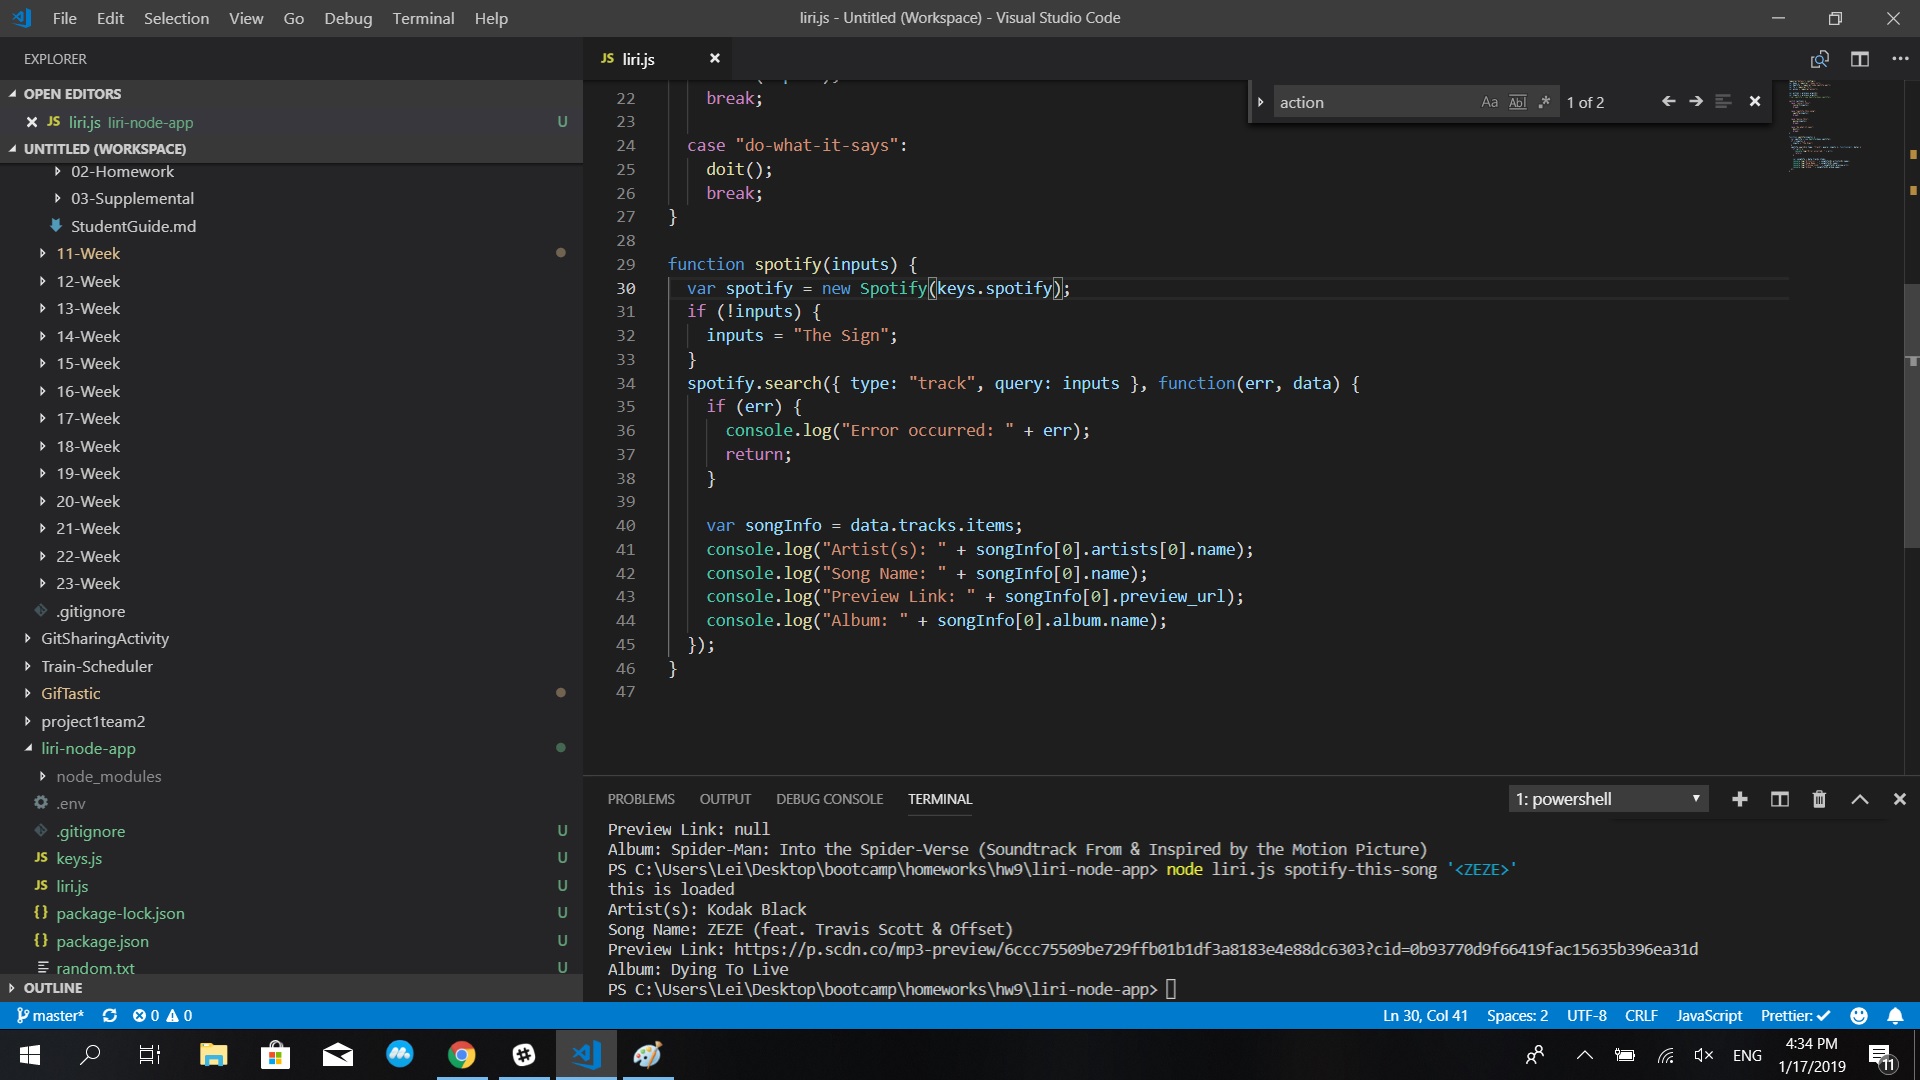 File Edit Selection View Go Debug Terminal Help
liri.js - Untitled (Workspace) - Visual Studio Code
EXPLORER
OPEN EDITORS
JS liri.js liri-node-app U
UNTITLED (WORKSPACE)
02-Homework
03-Supplemental
StudentGuide.md
11-Week
12-Week
13-Week
14-Week
15-Week
16-Week
17-Week
18-Week
19-Week
20-Week
21-Week
22-Week
23-Week
.gitignore
GitSharingActivity
Train-Scheduler
GifTastic
project1team2
liri-node-app
node_modules
.env
.gitignore U
JS keys.js U
JS liri.js U
{} package-lock.json U
{} package.json U
random.txt U
OUTLINE
JS liri.js
action Aa Abl .* 1 of 2
22 break;
23
24 case "do-what-it-says":
25 doit();
26 break;
27 }
28
29 function spotify(inputs) {
30 var spotify = new Spotify(keys.spotify);
31 if (!inputs) {
32 inputs = "The Sign";
33 }
34 spotify.search({ type: "track", query: inputs }, function(err, data) {
35 if (err) {
36 console.log("Error occurred: " + err);
37 return;
38 }
39
40 var songInfo = data.tracks.items;
41 console.log("Artist(s): " + songInfo[0].artists[0].name);
42 console.log("Song Name: " + songInfo[0].name);
43 console.log("Preview Link: " + songInfo[0].preview_url);
44 console.log("Album: " + songInfo[0].album.name);
45 });
46 }
47
PROBLEMS OUTPUT DEBUG CONSOLE TERMINAL
1: powershell
Preview Link: null
Album: Spider-Man: Into the Spider-Verse (Soundtrack From & Inspired by the Motion Picture)
PS C:\Users\Lei\Desktop\bootcamp\homeworks\hw9\liri-node-app> node liri.js spotify-this-song '<ZEZE>'
this is loaded
Artist(s): Kodak Black
Song Name: ZEZE (feat. Travis Scott & Offset)
Preview Link: https://p.scdn.co/mp3-preview/6ccc75509be729ffb01b1df3a8183e4e88dc6303?cid=0b93770d9f66419fac15635b396ea31d
Album: Dying To Live
PS C:\Users\Lei\Desktop\bootcamp\homeworks\hw9\liri-node-app>
master* 0 0
Ln 30, Col 41 Spaces: 2 UTF-8 CRLF JavaScript Prettier: ✓
ENG
4:34 PM
1/17/2019
11